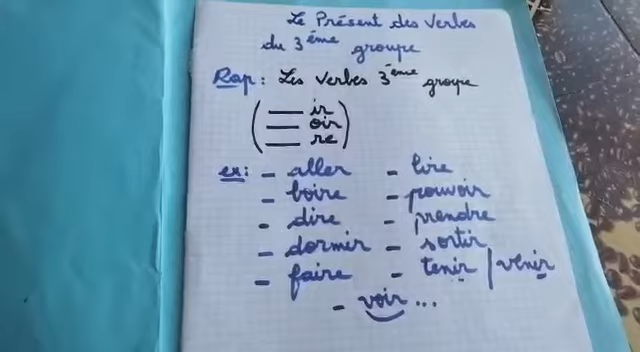 Le Présent des Verbes
du 3ème groupe
Rap: Les verbes 3ème groupe
(— ir
— oir
— re)
ex: - aller - lire
- boire - pouvoir
- dire - prendre
- dormir - sortir
- faire - tenir / venir
- voir ...